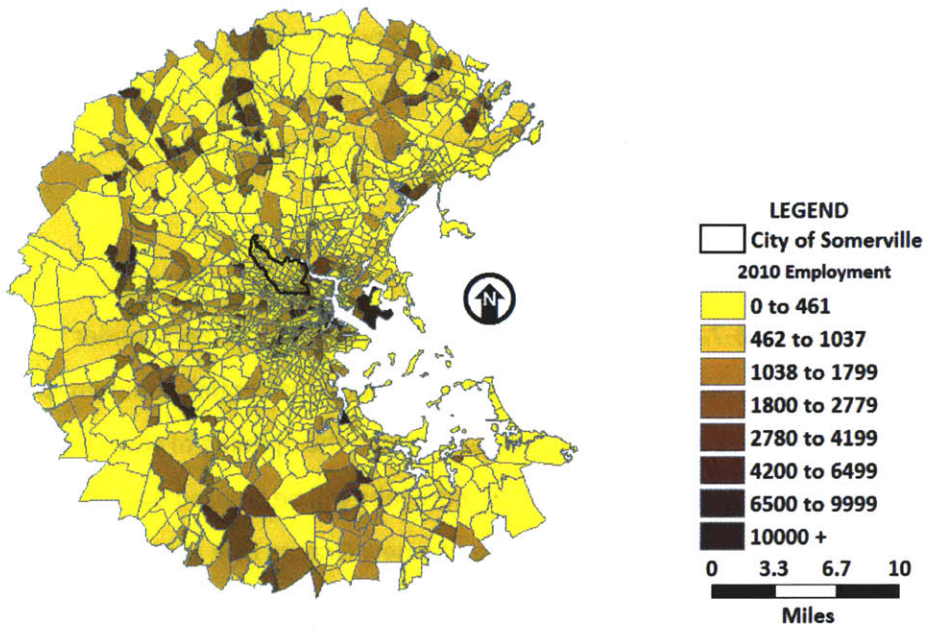 LEGEND
City of Somerville
2010 Employment
0 to 461
462 to 1037
1038 to 1799
1800 to 2779
2780 to 4199
4200 to 6499
6500 to 9999
10000 +
N
0 3.3 6.7 10
Miles